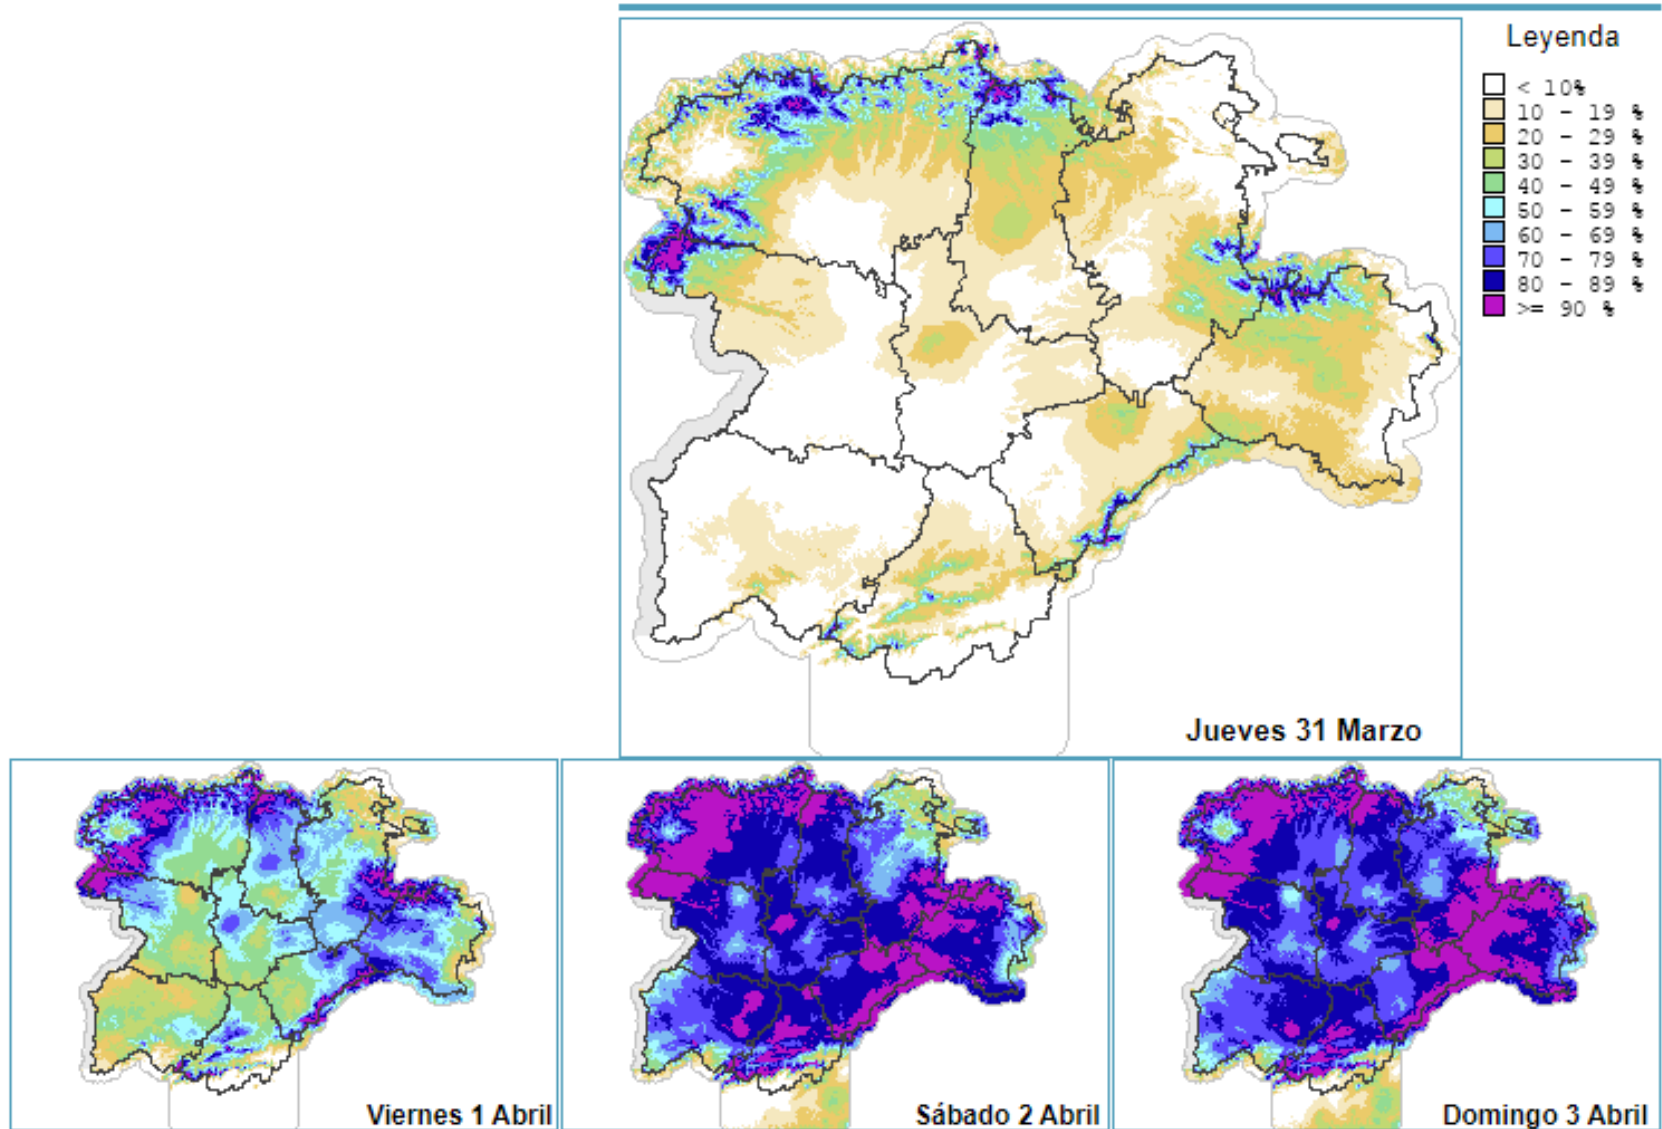 Leyenda
< 10%
10 - 19 %
20 - 29 %
30 - 39 %
40 - 49 %
50 - 59 %
60 - 69 %
70 - 79 %
80 - 89 %
>= 90 %
Jueves 31 Marzo
Viernes 1 Abril
Sábado 2 Abril
Domingo 3 Abril